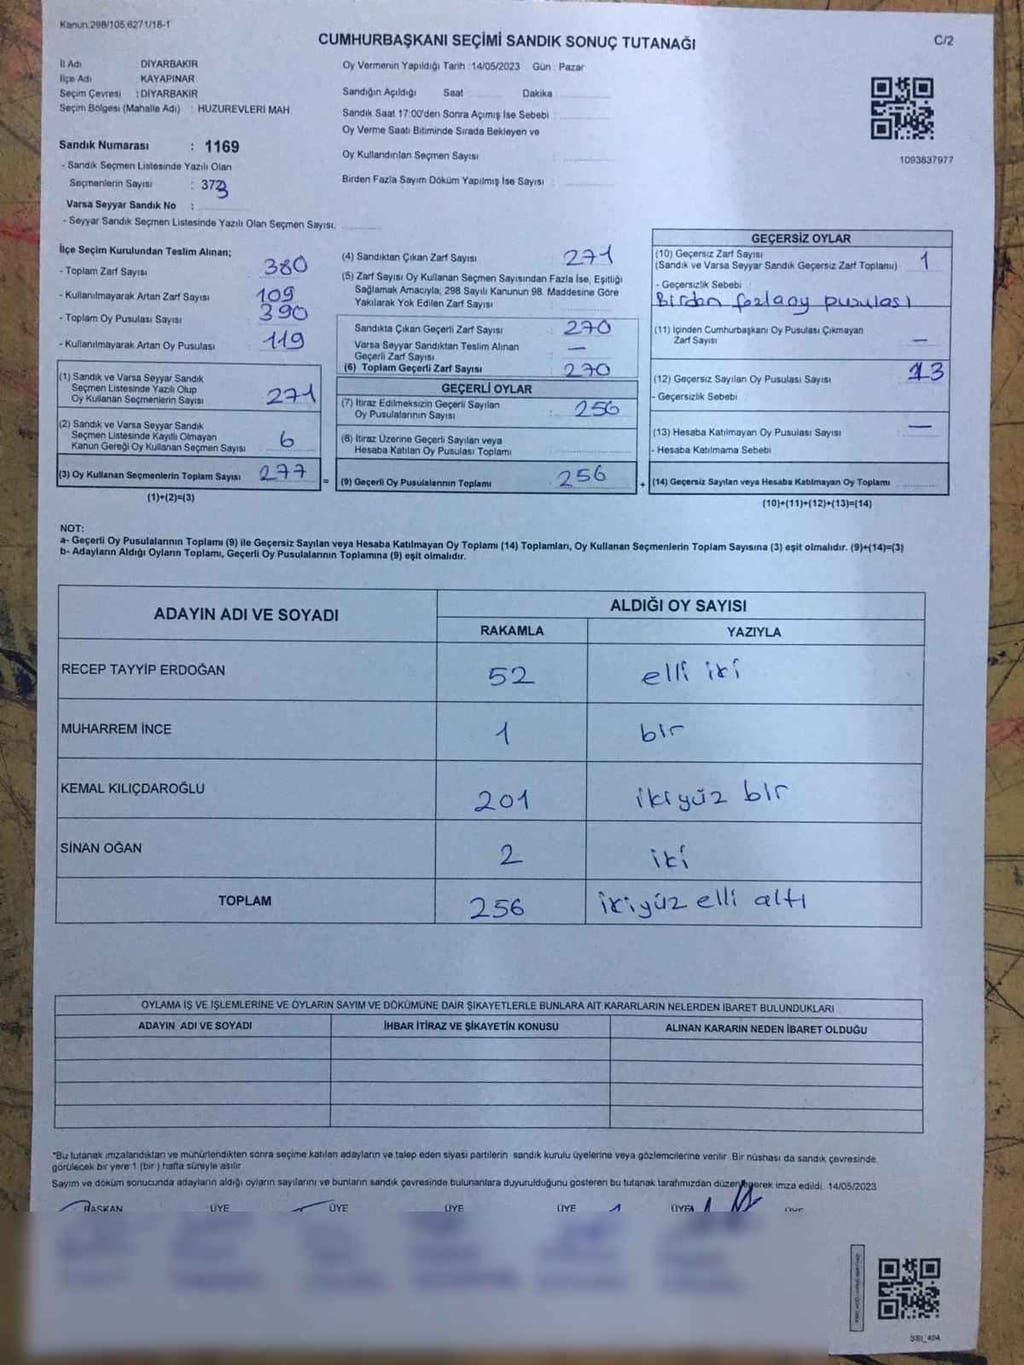 Kanun:298/105,6271/18-1
CUMHURBAŞKANI SEÇİMİ SANDIK SONUÇ TUTANAĞI
C/2
İl Adı DİYARBAKIR
İlçe Adı KAYAPINAR
Seçim Çevresi : DİYARBAKIR
Seçim Bölgesi (Mahalle Adı) HUZUREVLERİ MAH.
Sandık Numarası : 1169
- Sandık Seçmen Listesinde Yazılı Olan
Seçmenlerin Sayısı : 373
Varsa Seyyar Sandık No :
- Seyyar Sandık Seçmen Listesinde Yazılı Olan Seçmen Sayısı.
Oy Vermenin Yapıldığı Tarih : 14/05/2023 Gün : Pazar
Sandığın Açıldığı Saat Dakika
Sandık Saat 17:00'den Sonra Açımış İse Sebebi
Oy Verme Saati Bitiminde Sırada Bekleyen ve
Oy Kullandırılan Seçmen Sayısı
Birden Fazla Sayım Döküm Yapılmış İse Sayısı
1093837977
İlçe Seçim Kurulundan Teslim Alınan;
- Toplam Zarf Sayısı 380
- Kullanılmayarak Artan Zarf Sayısı 109
- Toplam Oy Pusulası Sayısı 390
- Kullanılmayarak Artan Oy Pusulası 119
(1) Sandık ve Varsa Seyyar Sandık
Seçmen Listesinde Yazılı Olup
Oy Kullanan Seçmenlerin Sayısı 271
(2) Sandık ve Varsa Seyyar Sandık
Seçmen Listesinde Kayıtlı Olmayan
Kanun Gereği Oy Kullanan Seçmen Sayısı 6
(3) Oy Kullanan Seçmenlerin Toplam Sayısı 277
(1)+(2)=(3)
(4) Sandıktan Çıkan Zarf Sayısı 271
(5) Zarf Sayısı Oy Kullanan Seçmen Sayısından Fazla İse, Eşitliği
Sağlamak Amacıyla, 298 Sayılı Kanunun 98. Maddesine Göre
Yakılarak Yok Edilen Zarf Sayısı
Sandıkta Çıkan Geçerli Zarf Sayısı 270
Varsa Seyyar Sandıktan Teslim Alınan
Geçerli Zarf Sayısı —
(6) Toplam Geçerli Zarf Sayısı 270
GEÇERLİ OYLAR
(7) İtiraz Edilmeksizin Geçerli Sayılan
Oy Pusulalarının Sayısı 256
(8) İtiraz Üzerine Geçerli Sayılan veya
Hesaba Katılan Oy Pusulası Toplamı
= (9) Geçerli Oy Pusulalarının Toplamı 256 +
GEÇERSİZ OYLAR
(10) Geçersiz Zarf Sayısı
(Sandık ve Varsa Seyyar Sandık Geçersiz Zarf Toplamı) 1
- Geçersizlik Sebebi
Birden fazla oy pusulası
(11) İçinden Cumhurbaşkanı Oy Pusulası Çıkmayan
Zarf Sayısı —
(12) Geçersiz Sayılan Oy Pusulası Sayısı 13
- Geçersizlik Sebebi
(13) Hesaba Katılmayan Oy Pusulası Sayısı —
- Hesaba Katılmama Sebebi
(14) Geçersiz Sayılan veya Hesaba Katılmayan Oy Toplamı
(10)+(11)+(12)+(13)=(14)
NOT:
a- Geçerli Oy Pusulalarının Toplamı (9) ile Geçersiz Sayılan veya Hesaba Katılmayan Oy Toplamı (14) Toplamları, Oy Kullanan Seçmenlerin Toplam Sayısına (3) eşit olmalıdır. (9)+(14)=(3)
b- Adayların Aldığı Oyların Toplamı, Geçerli Oy Pusulalarının Toplamına (9) eşit olmalıdır.
ADAYIN ADI VE SOYADI ALDIĞI OY SAYISI
RAKAMLA YAZIYLA
RECEP TAYYİP ERDOĞAN 52 elli iki
MUHARREM İNCE 1 bir
KEMAL KILIÇDAROĞLU 201 ikiyüz bir
SİNAN OĞAN 2 iki
TOPLAM 256 ikiyüz elli altı
OYLAMA İŞ VE İŞLEMLERİNE VE OYLARIN SAYIM VE DÖKÜMÜNE DAİR ŞİKAYETLERLE BUNLARA AİT KARARLARIN NELERDEN İBARET BULUNDUKLARI
ADAYIN ADI VE SOYADI İHBAR İTİRAZ VE ŞİKAYETİN KONUSU ALINAN KARARIN NEDEN İBARET OLDUĞU
"Bu tutanak imzalandıktan ve mühürlendikten sonra seçime katılan adayların ve talep eden siyasi partilerin sandık kurulu üyelerine veya gözlemcilerine verilir. Bir nüshası da sandık çevresinde,
görülecek bir yere 1 (bir) hafta süreyle asılır
Sayım ve döküm sonucunda adayların aldığı oyların sayılarını ve bunların sandık çevresinde bulunanlara duyurulduğunu gösteren bu tutanak tarafımızdan düzenlegerek imza edildi. 14/05/2023
BAŞKAN ÜYE ÜYE ÜYE ÜYE ÜYE
SSI_404